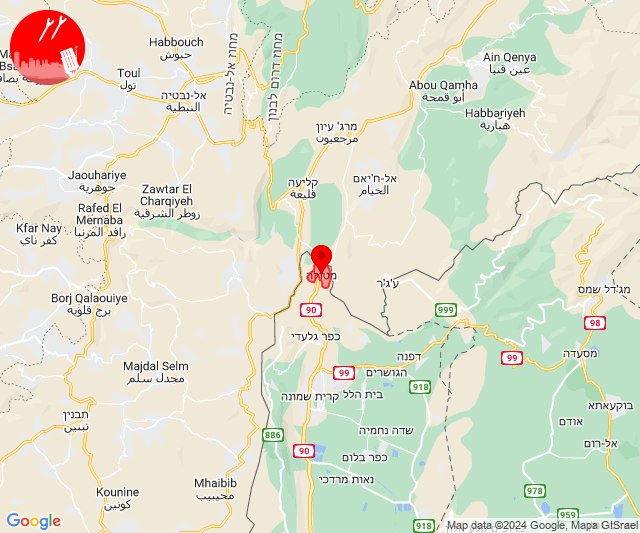 Habbouch
حبوش
Toul
تول
אל-נבטיה
النبطية
מחוז אל-נבטיה
מחוז דרום לבנון
Ain Qenya
عين قنيا
Abou Qamha
أبو قمحة
Habbariyeh
هبارية
מרג' עיון
مرجعيون
Jaouhariye
جوهرية
Zawtar El
Charqiyeh
زوطر الشرقية
קליעה
قليعة
אל-ח'יאם
الخيام
Rafed El
Mernaba
رافد المرنبا
Kfar Nay
كفر ناي
Borj Qalaouiye
برج قلاويه
מטולה
ע'ג'ר
מג'דל שמס
90
999
98
כפר גלעדי
Majdal Selm
مجدل سلم
דפנה
הגושרים
99
מסעדה
99
בית הלל
918
קרית שמונה
תבנין
تبنين
בוקעאתא
אודם
אל-רום
886
שדה נחמיה
90
כפר בלום
Mhaibib
محيبيب
נאות מרדכי
Kounine
كونين
978
959
918
Google
Map data ©2024 Google, Mapa GISrael